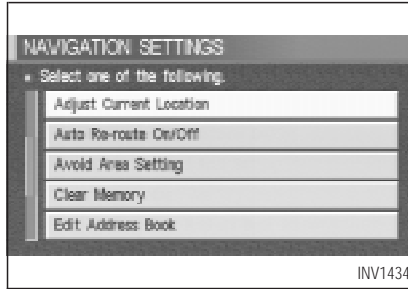 NAVIGATION SETTINGS
Select one of the following.
Adjust Current Location
Auto Re-route On/Off
Avoid Area Setting
Clear Memory
Edit Address Book
INV1434